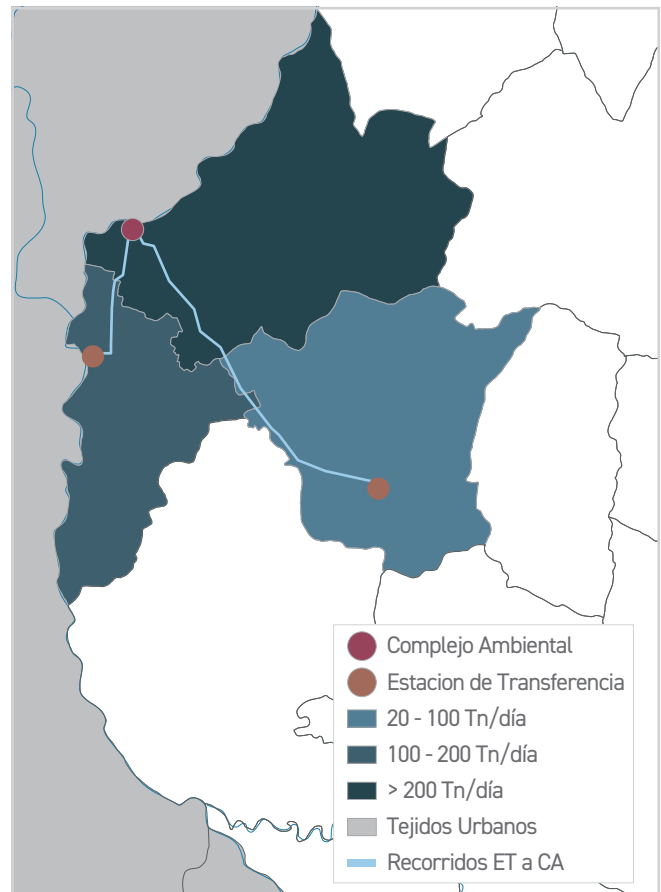 Complejo Ambiental
Estacion de Transferencia
20 - 100 Tn/día
100 - 200 Tn/día
> 200 Tn/día
Tejidos Urbanos
Recorridos ET a CA